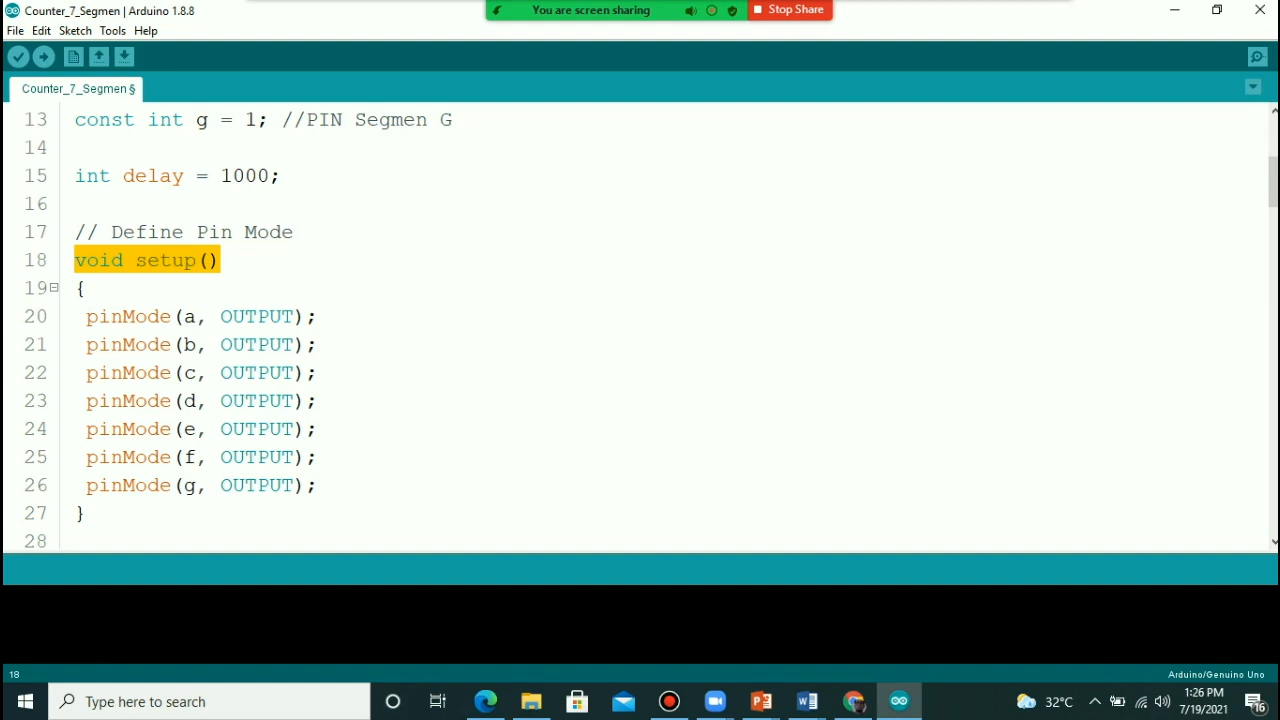 Counter_7_Segmen | Arduino 1.8.8
You are screen sharing
Stop Share
File Edit Sketch Tools Help
Counter_7_Segmen §
13 const int g = 1; //PIN Segmen G
14
15 int delay = 1000;
16
17 // Define Pin Mode
18 void setup()
19 {
20 pinMode(a, OUTPUT);
21 pinMode(b, OUTPUT);
22 pinMode(c, OUTPUT);
23 pinMode(d, OUTPUT);
24 pinMode(e, OUTPUT);
25 pinMode(f, OUTPUT);
26 pinMode(g, OUTPUT);
27 }
28
18
Arduino/Genuino Uno
Type here to search
32°C
1:26 PM
7/19/2021
16